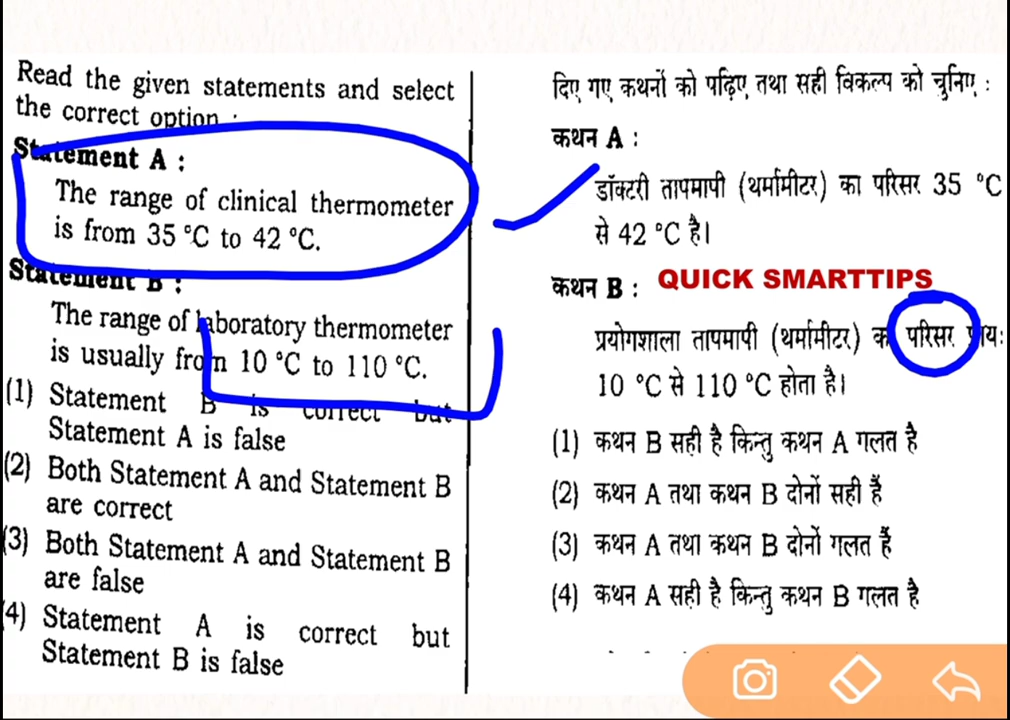 Read the given statements and select
the correct option :
Statement A :
The range of clinical thermometer
is from 35 °C to 42 °C.
Statement B :
The range of laboratory thermometer
is usually from 10 °C to 110 °C.
(1) Statement B is correct but
Statement A is false
(2) Both Statement A and Statement B
are correct
(3) Both Statement A and Statement B
are false
(4) Statement A is correct but
Statement B is false
दिए गए कथनों को पढ़िए तथा सही विकल्प को चुनिए :
कथन A :
डॉक्टरी तापमापी (थर्मामीटर) का परिसर 35 °C
से 42 °C है।
कथन B : QUICK SMARTTIPS
प्रयोगशाला तापमापी (थर्मामीटर) का परिसर प्रायः
10 °C से 110 °C होता है।
(1) कथन B सही है किन्तु कथन A गलत है
(2) कथन A तथा कथन B दोनों सही हैं
(3) कथन A तथा कथन B दोनों गलत हैं
(4) कथन A सही है किन्तु कथन B गलत है